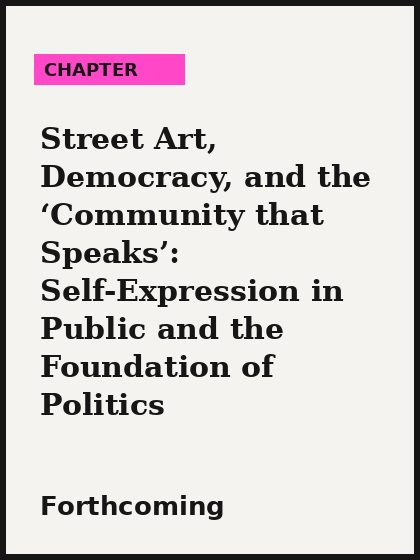 CHAPTER
Street Art,
Democracy, and the
‘Community that
Speaks’:
Self-Expression in
Public and the
Foundation of
Politics
Forthcoming